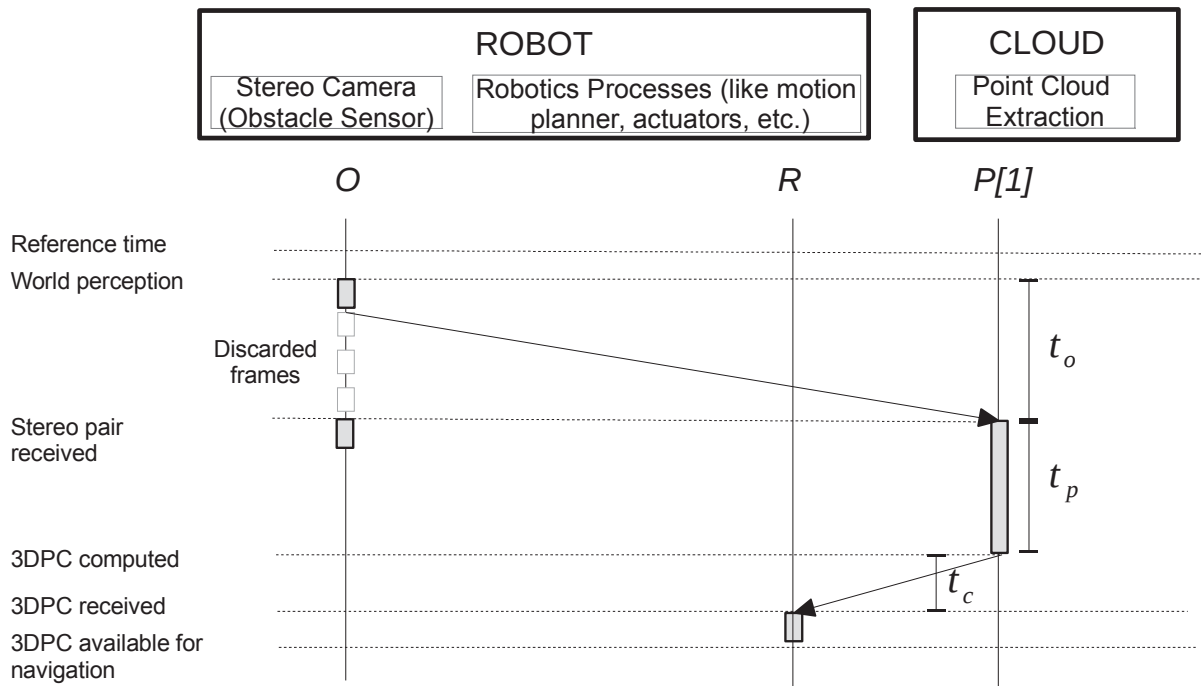 ROBOT
Stereo Camera
(Obstacle Sensor)
Robotics Processes (like motion
planner, actuators, etc.)
CLOUD
Point Cloud
Extraction
O
R
P[1]
Reference time
World perception
Discarded
frames
t_o
Stereo pair
received
t_p
3DPC computed
t_c
3DPC received
3DPC available for
navigation